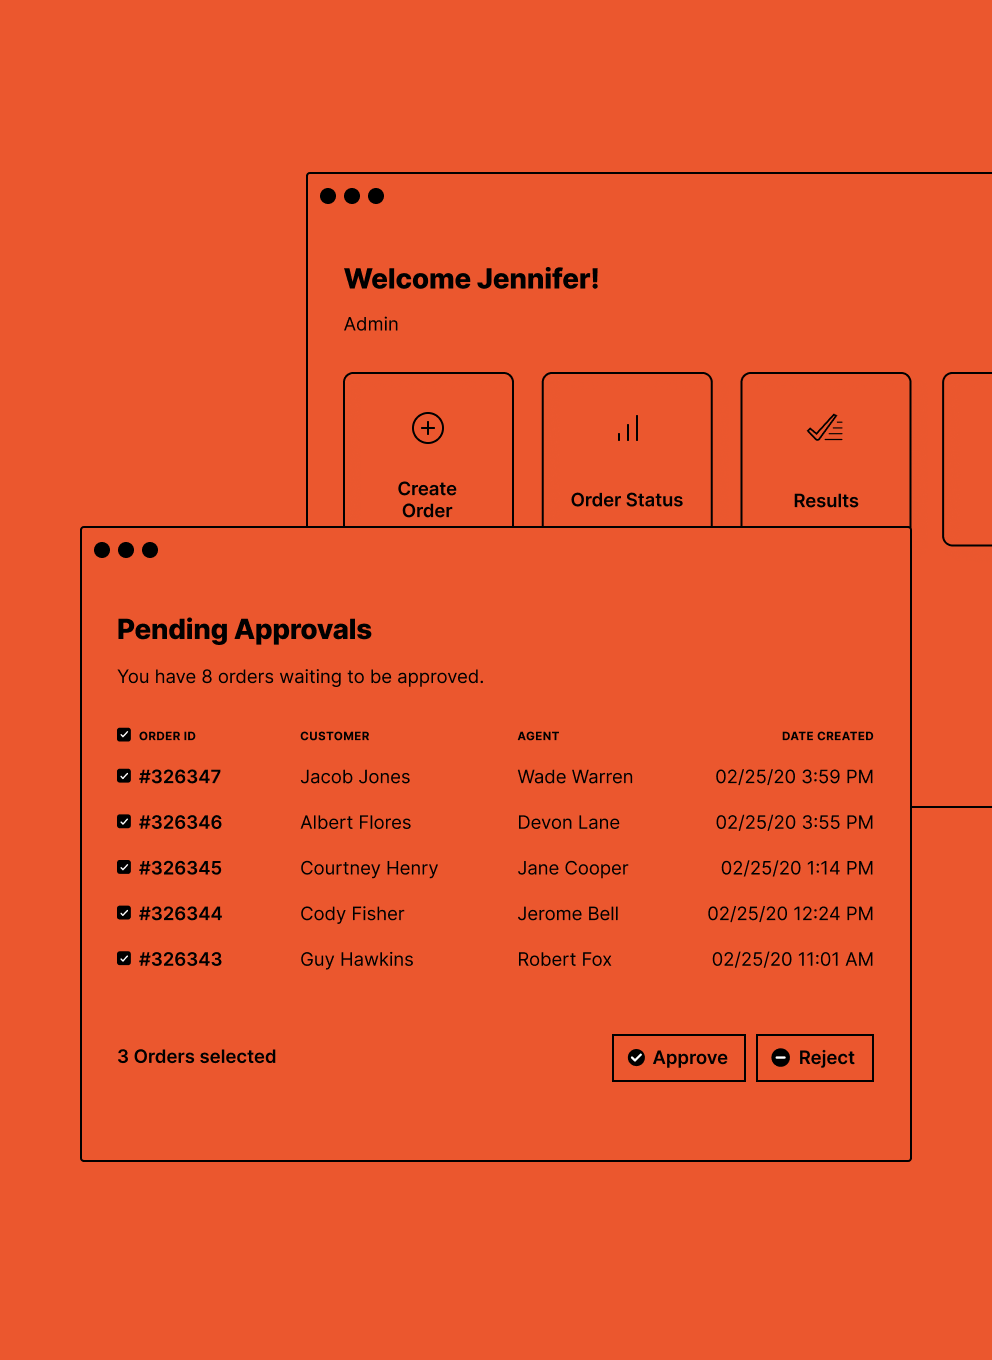 Welcome Jennifer!
Admin
Create
Order
Order Status
Results
Pending Approvals
You have 8 orders waiting to be approved.
ORDER ID CUSTOMER AGENT DATE CREATED
#326347 Jacob Jones Wade Warren 02/25/20 3:59 PM
#326346 Albert Flores Devon Lane 02/25/20 3:55 PM
#326345 Courtney Henry Jane Cooper 02/25/20 1:14 PM
#326344 Cody Fisher Jerome Bell 02/25/20 12:24 PM
#326343 Guy Hawkins Robert Fox 02/25/20 11:01 AM
3 Orders selected Approve Reject